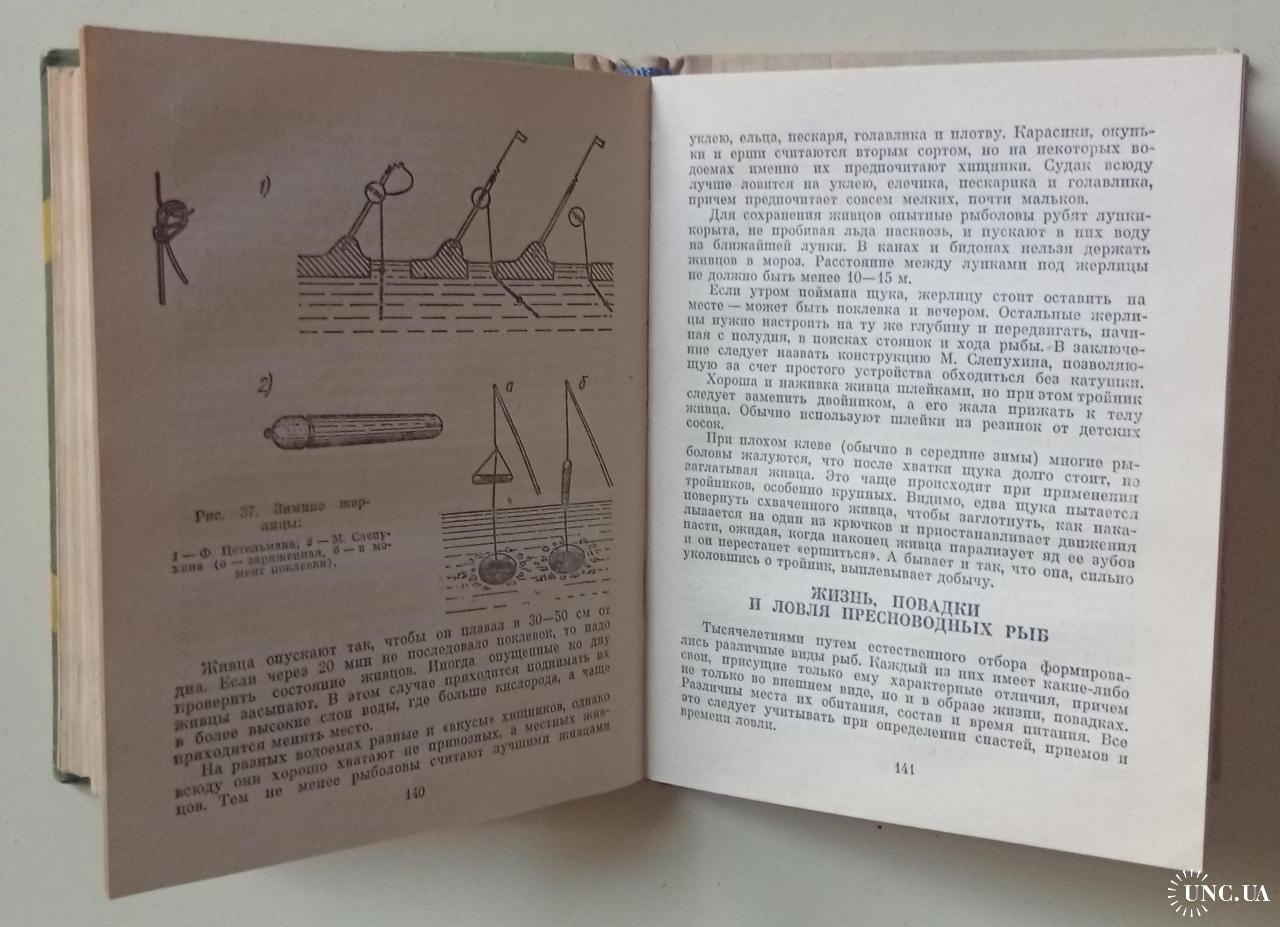 1)
2)
а
б
Рис. 37. Зимние жер-
лицы:
1 — Ф. Цетельмана; 2 — М. Слепу-
хина (а — заряженная, б — в мо-
мент поклевки).
Живца опускают так, чтобы он плавал в 30—50 см от
дна. Если через 20 мин не последовало поклевок, то надо
проверить состояние живцов. Иногда опущенные ко дну
живцы засыпают. В этом случае приходится поднимать их
в более высокие слои воды, где больше кислорода, а чаще
приходится менять место.
На разных водоемах разные и «вкусы» хищников, однако
всюду они хорошо хватают не привозных, а местных жив-
цов. Тем не менее рыболовы считают лучшими живцами
140
уклею, ельца, пескаря, голавлика и плотву. Карасики, окунь-
ки и ерши считаются вторым сортом, но на некоторых во-
доемах именно их предпочитают хищники. Судак всюду
лучше ловится на уклею, елечика, пескарика и голавлика,
причем предпочитает совсем мелких, почти мальков.
Для сохранения живцов опытные рыболовы рубят лунки-
корыта, не пробивая льда насквозь, и пускают в них воду
из ближайшей лунки. В канах и бидонах нельзя держать
живцов в мороз. Расстояние между лунками под жерлицы
не должно быть менее 10—15 м.
Если утром поймана щука, жерлицу стоит оставить на
месте — может быть поклевка и вечером. Остальные жерли-
цы нужно настроить на ту же глубину и передвигать, начи-
ная с полудня, в поисках стоянок и хода рыбы. В заключе-
ние следует назвать конструкцию М. Слепухина, позволяю-
щую за счет простого устройства обходиться без катушки.
Хороша и наживка живца шлейками, но при этом тройник
следует заменить двойником, а его жала прижать к телу
живца. Обычно используют шлейки из резинок от детских
сосок.
При плохом клеве (обычно в середине зимы) многие ры-
боловы жалуются, что после хватки щука долго стоит, не
заглатывая живца. Это чаще происходит при применении
тройников, особенно крупных. Видимо, едва щука пытается
повернуть схваченного живца, чтобы заглотнуть, как нака-
лывается на один из крючков и приостанавливает движения
пасти, ожидая, когда наконец живца парализует яд ее зубов
и он перестанет «ершиться». А бывает и так, что она, сильно
уколовшись о тройник, выплевывает добычу.
ЖИЗНЬ, ПОВАДКИ
И ЛОВЛЯ ПРЕСНОВОДНЫХ РЫБ
Тысячелетиями путем естественного отбора формирова-
лись различные виды рыб. Каждый из них имеет какие-либо
свои, присущие только ему характерные отличия, причем
не только во внешнем виде, но и в образе жизни, повадках.
Различны места их обитания, состав и время питания. Все
это следует учитывать при определении снастей, приемов и
времени ловли.
141
UNC.UA